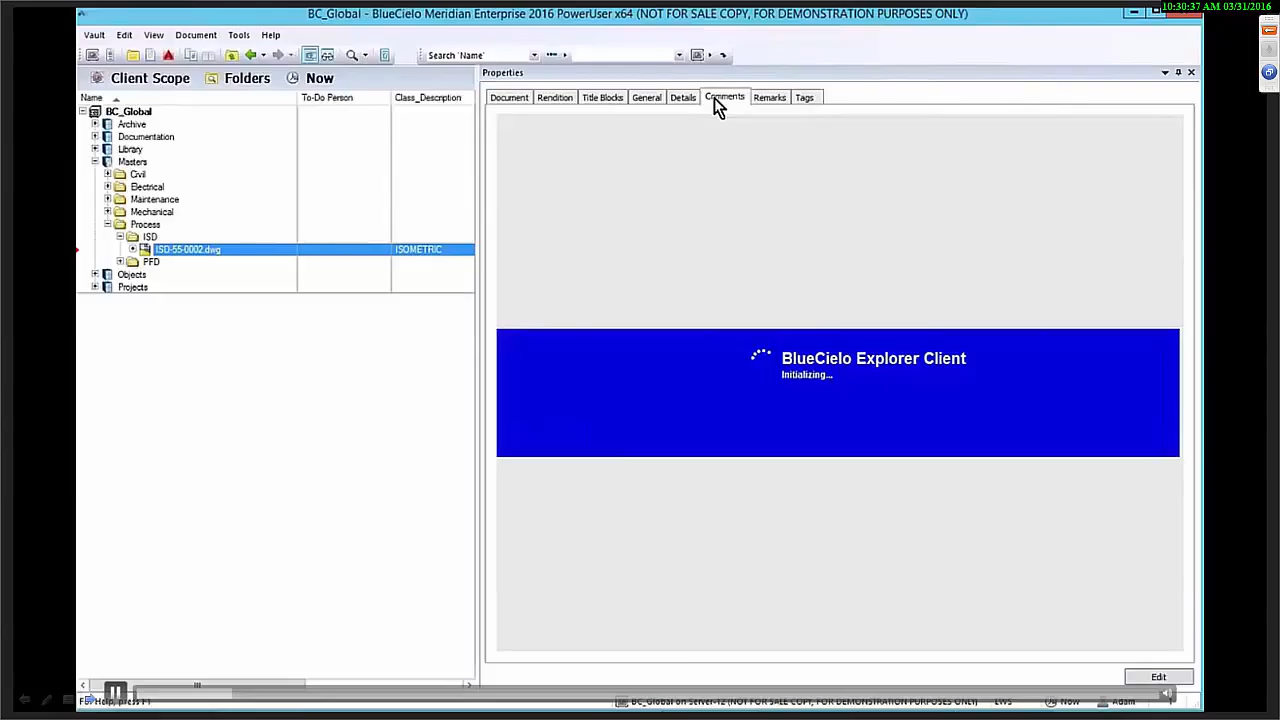 10:30:37 AM 03/31/2016
BC_Global - BlueCielo Meridian Enterprise 2016 PowerUser x64 (NOT FOR SALE COPY, FOR DEMONSTRATION PURPOSES ONLY)
Vault Edit View Document Tools Help
Search 'Name'
Client Scope Folders Now
Properties
Name To-Do Person Class_Description
Document Rendition Title Blocks General Details Comments Remarks Tags
BC_Global
Archive
Documentation
Library
Masters
Civil
Electrical
Maintenance
Mechanical
Process
ISD
ISD-55-0002.dwg ISOMETRIC
PFD
Objects
Projects
BlueCielo Explorer Client
Initializing...
Edit
For Help, press F1 BC_Global on Server-12 (NOT FOR SALE COPY, FOR DEMONSTRATION PURPOSES ONLY) LWS Now Adam